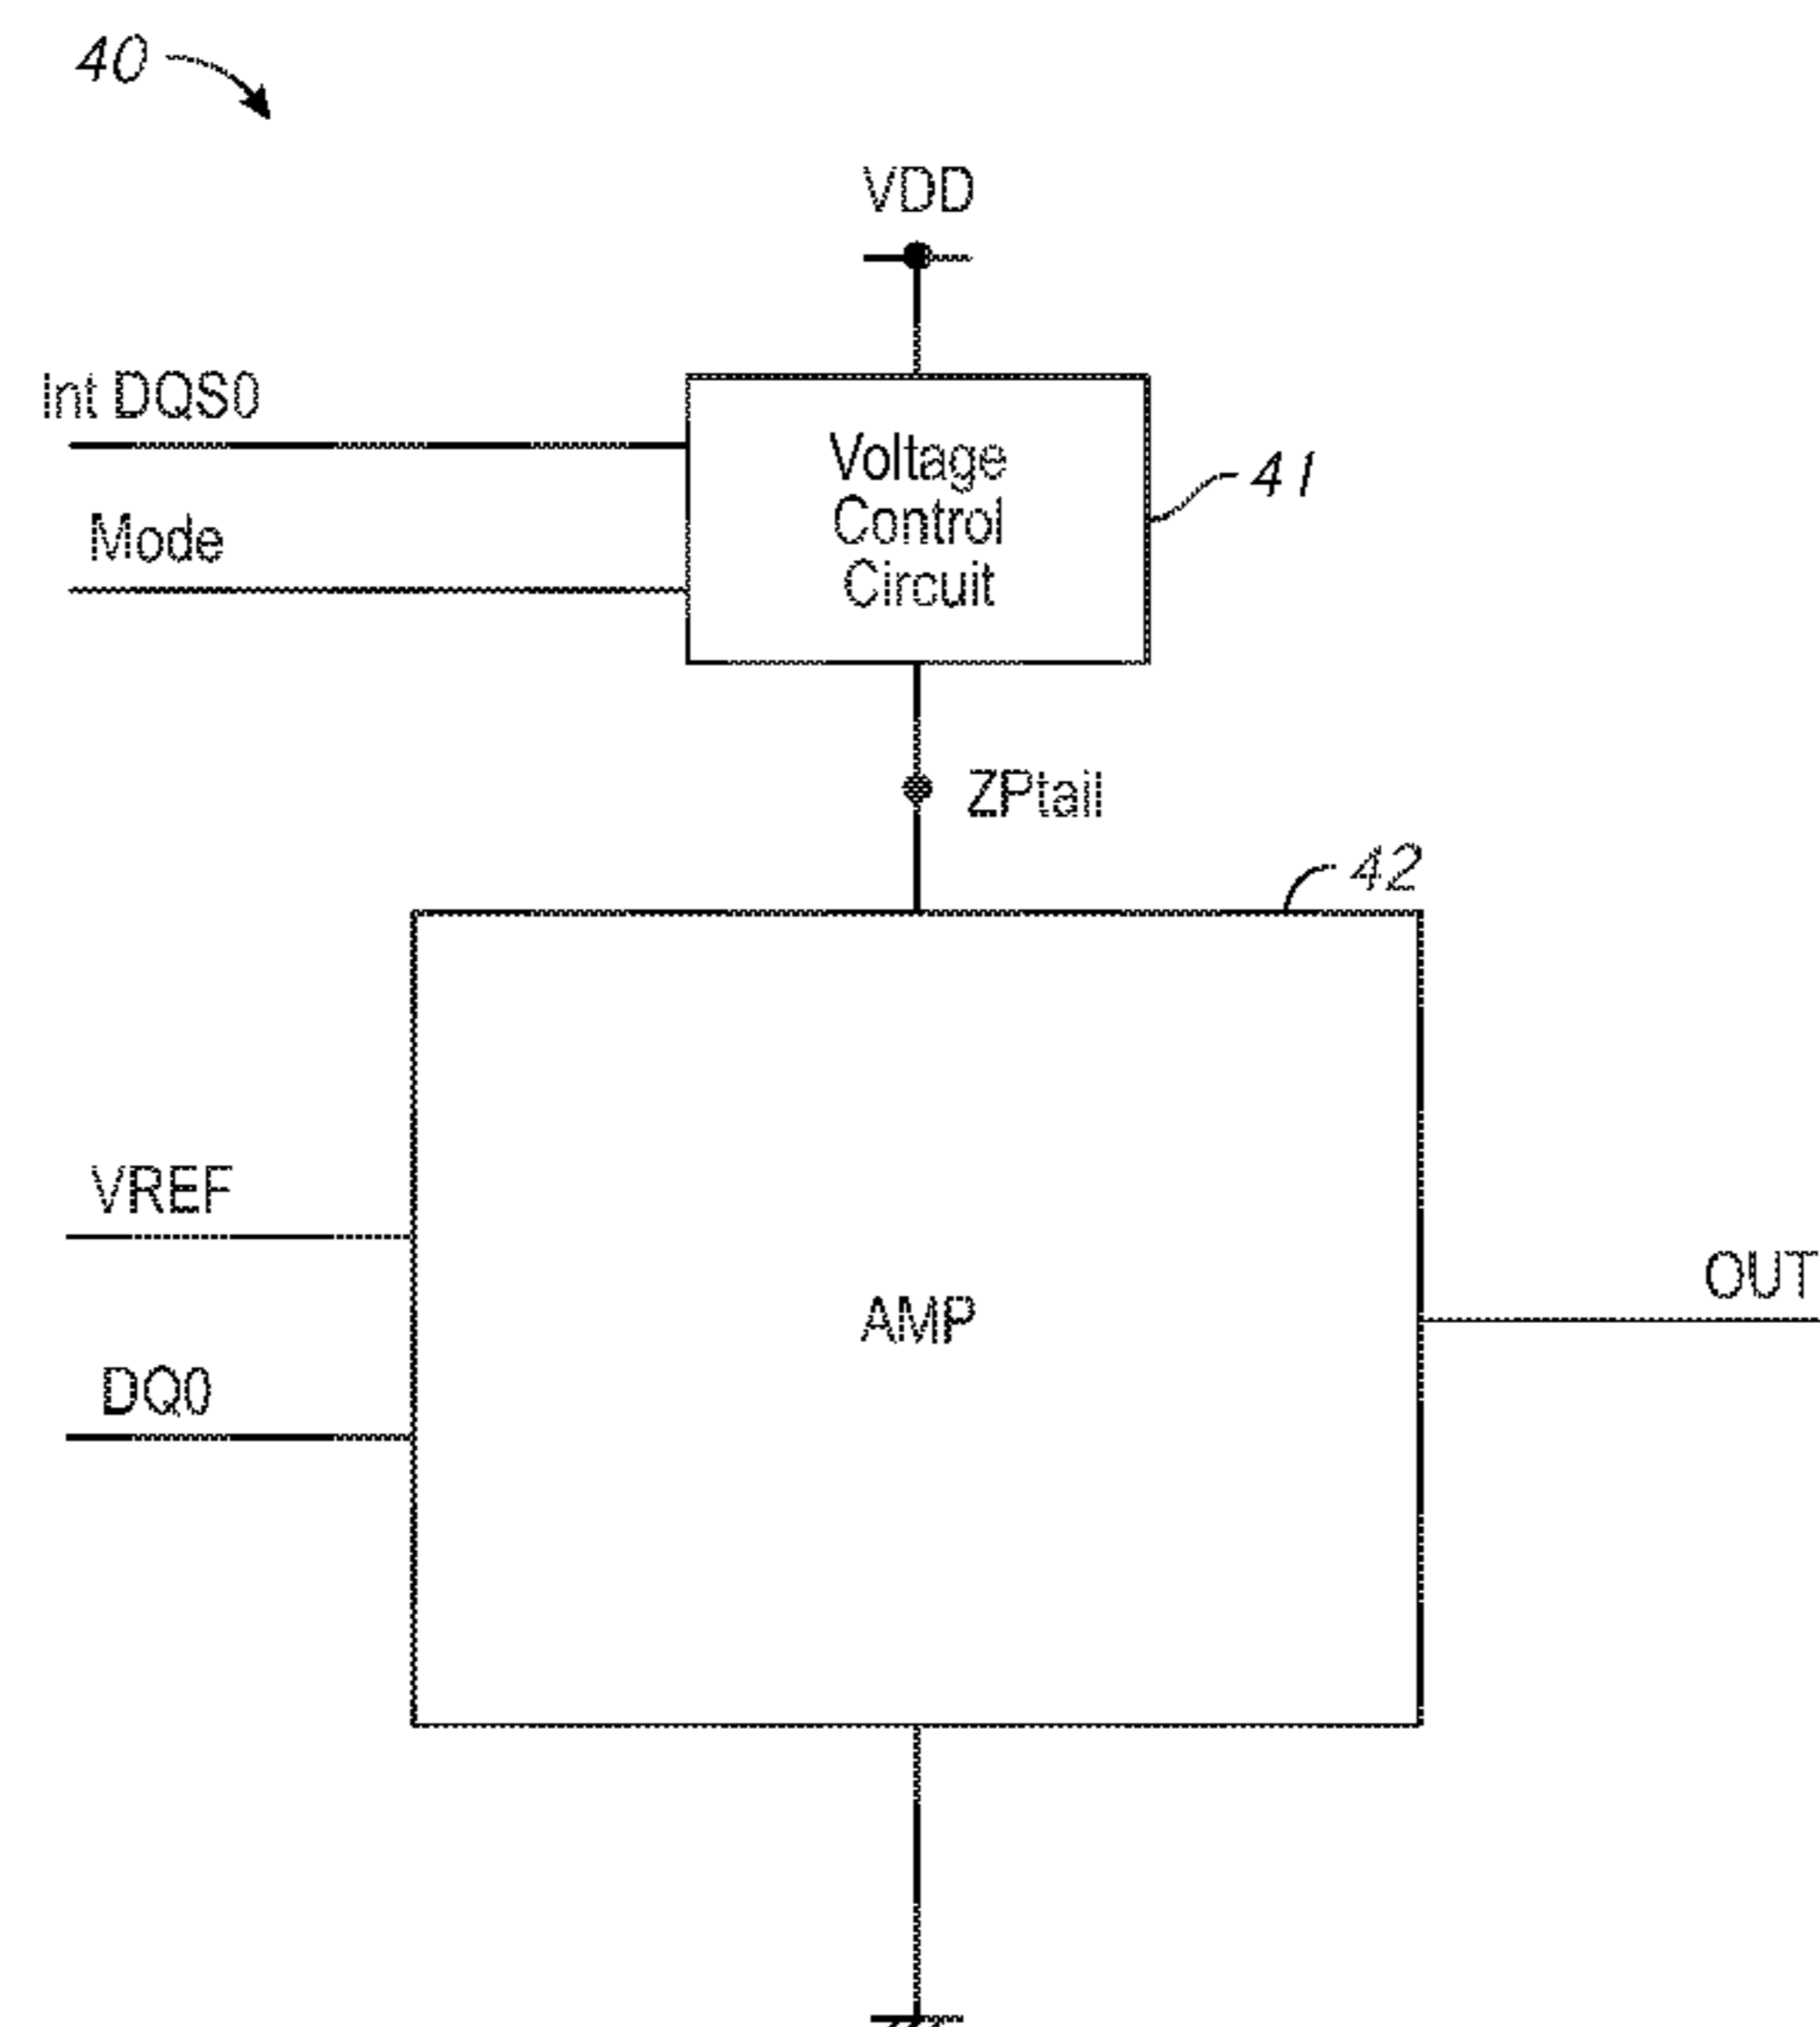 40
VDD
Int DQS0
Mode
Voltage
Control
Circuit
41
ZPtail
42
VREF
DQ0
AMP
OUT